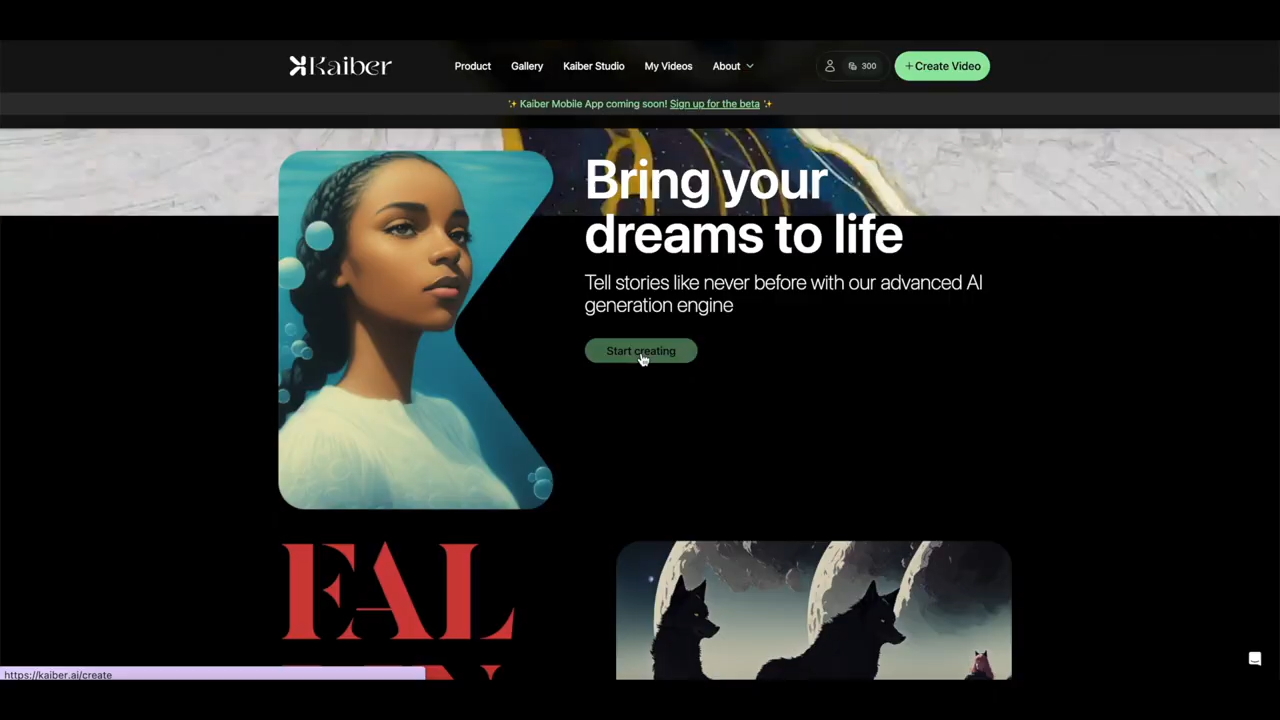 Kaiber
Product
Gallery
Kaiber Studio
My Videos
About
300
+Create Video
✨ Kaiber Mobile App coming soon! Sign up for the beta ✨
Bring your
dreams to life
Tell stories like never before with our advanced AI
generation engine
Start creating
FAL
https://kaiber.ai/create